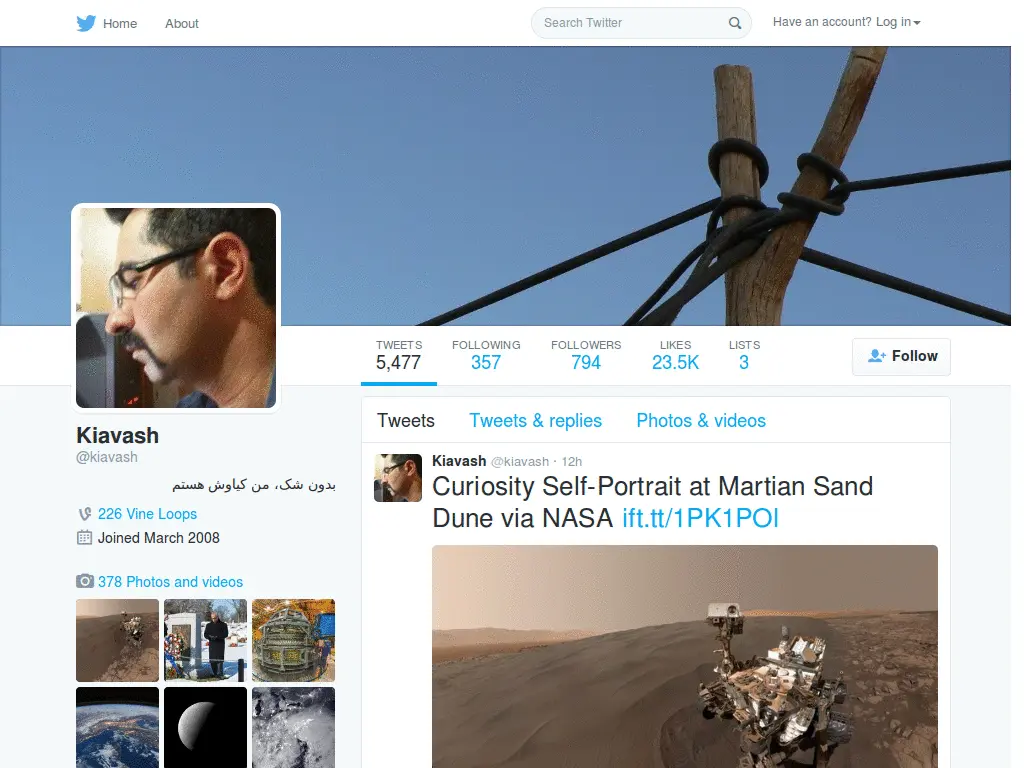 Home About Search Twitter Have an account? Log in
TWEETS FOLLOWING FOLLOWERS LIKES LISTS
5,477 357 794 23.5K 3
Follow
Kiavash
@kiavash
بدون شک، من کیاوش هستم
226 Vine Loops
Joined March 2008
378 Photos and videos
Tweets Tweets & replies Photos & videos
Kiavash @kiavash · 12h
Curiosity Self-Portrait at Martian Sand
Dune via NASA ift.tt/1PK1POl